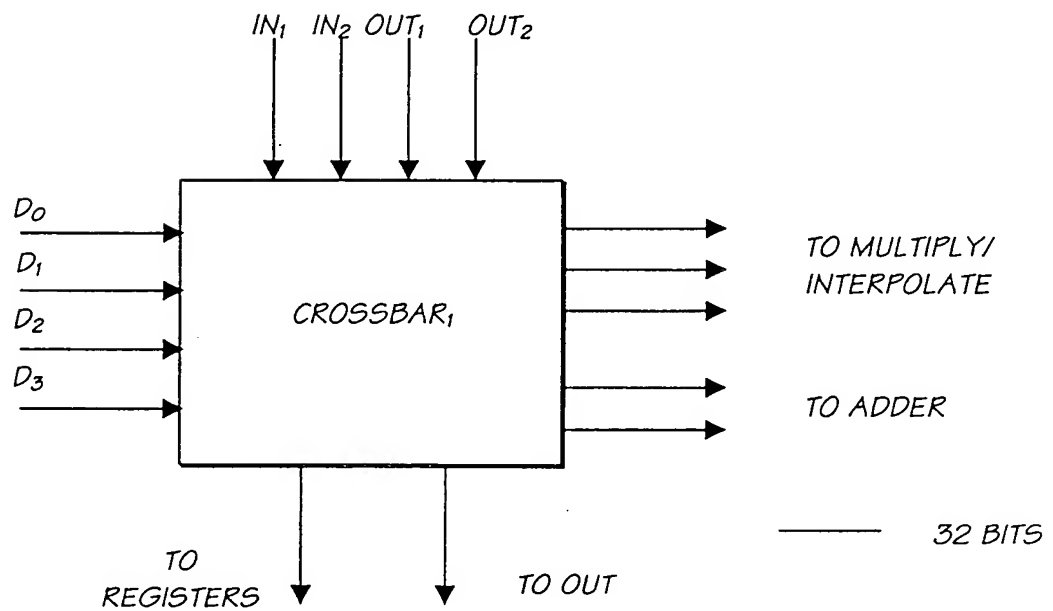 IN₁ IN₂ OUT₁ OUT₂
D₀
D₁
D₂
D₃
CROSSBAR₁
TO MULTIPLY/
INTERPOLATE
TO ADDER
32 BITS
TO
REGISTERS
TO OUT